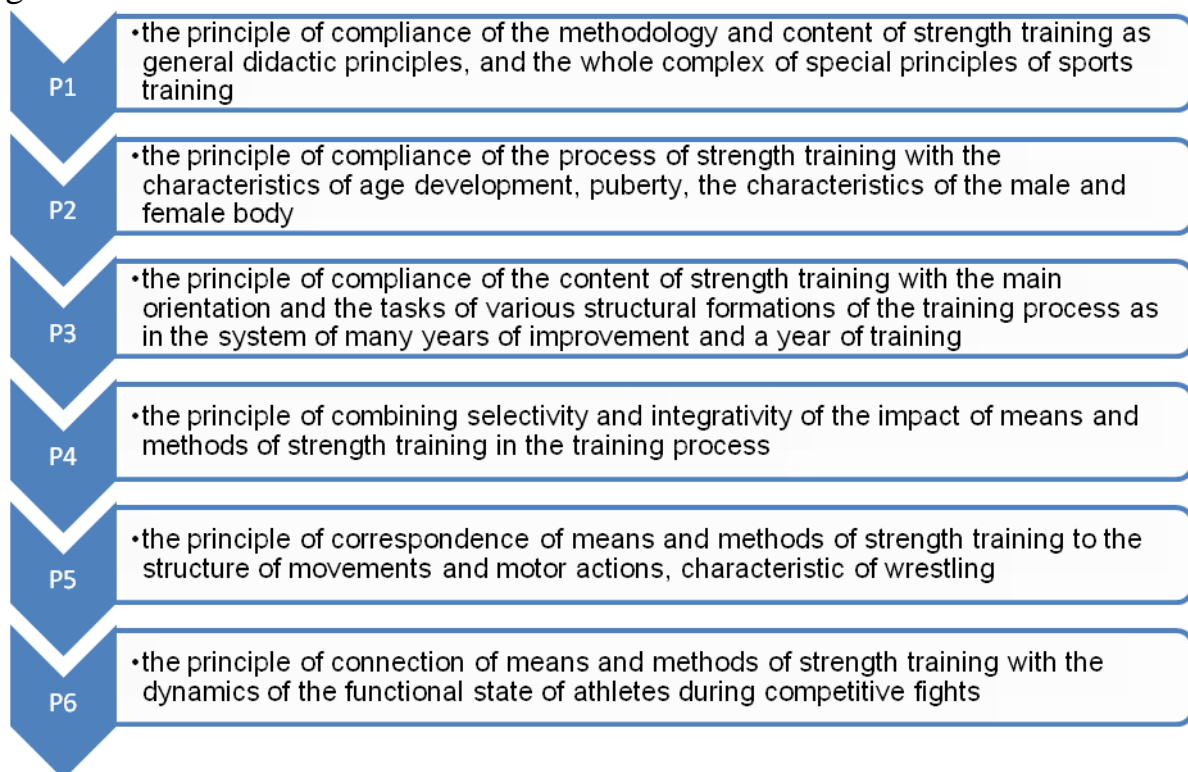 P1
•the principle of compliance of the methodology and content of strength training as
general didactic principles, and the whole complex of special principles of sports
training
P2
•the principle of compliance of the process of strength training with the
characteristics of age development, puberty, the characteristics of the male and
female body
P3
•the principle of compliance of the content of strength training with the main
orientation and the tasks of various structural formations of the training process as
in the system of many years of improvement and a year of training
P4
•the principle of combining selectivity and integrativity of the impact of means and
methods of strength training in the training process
P5
•the principle of correspondence of means and methods of strength training to the
structure of movements and motor actions, characteristic of wrestling
P6
•the principle of connection of means and methods of strength training with the
dynamics of the functional state of athletes during competitive fights